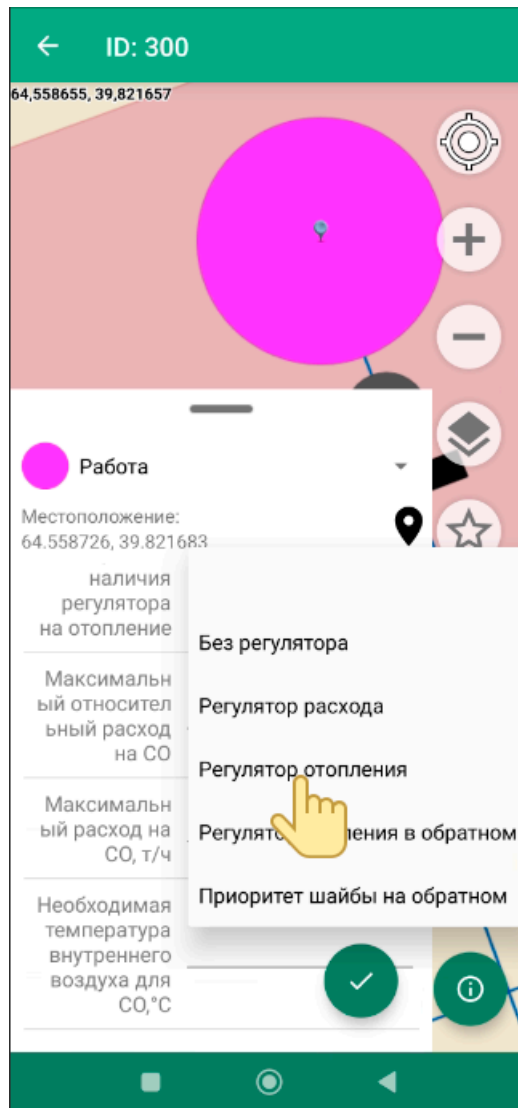 ID: 300
64,558655, 39,821657
Работа
Местоположение:
64.558726, 39.821683
наличия
регулятора
на отопление
Без регулятора
Максимальн
ый относител
ьный расход
на СО
Регулятор расхода
Регулятор отопления
Максимальн
ый расход на
СО, т/ч
ения в обратном
Приоритет шайбы на обратном
Необходимая
температура
внутреннего
воздуха для
СО,°С